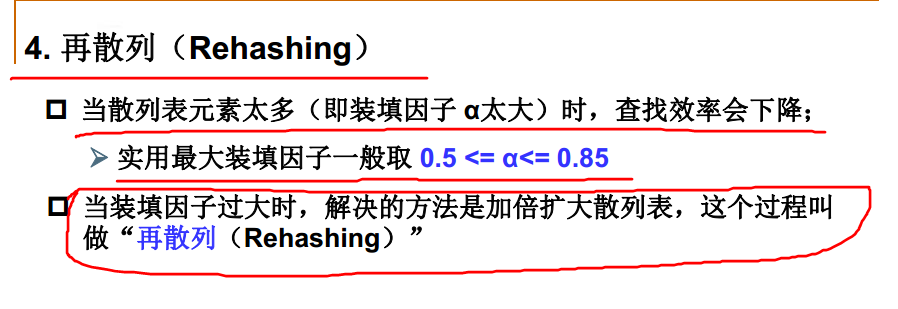 4. 再散列（Rehashing）
当散列表元素太多（即装填因子 α太大）时，查找效率会下降；
实用最大装填因子一般取 0.5 <= α<= 0.85
当装填因子过大时，解决的方法是加倍扩大散列表，这个过程叫
做“再散列（Rehashing）”